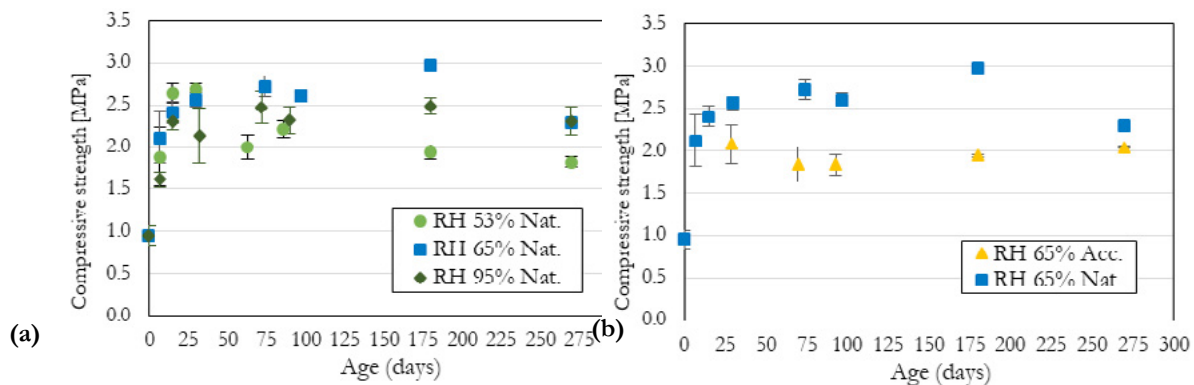 3.5
3.0
2.5
2.0
1.5
1.0
0.5
0.0
Compressive strength [MPa]
RH 53% Nat.
RH 65% Nat.
RH 95% Nat.
0 25 50 75 100 125 150 175 200 225 250 275
Age (days)
(a)
3.5
3.0
2.5
2.0
1.5
1.0
0.5
0.0
Compressive strength [MPa]
RH 65% Acc.
RH 65% Nat
0 25 50 75 100 125 150 175 200 225 250 275 300
Age (days)
(b)